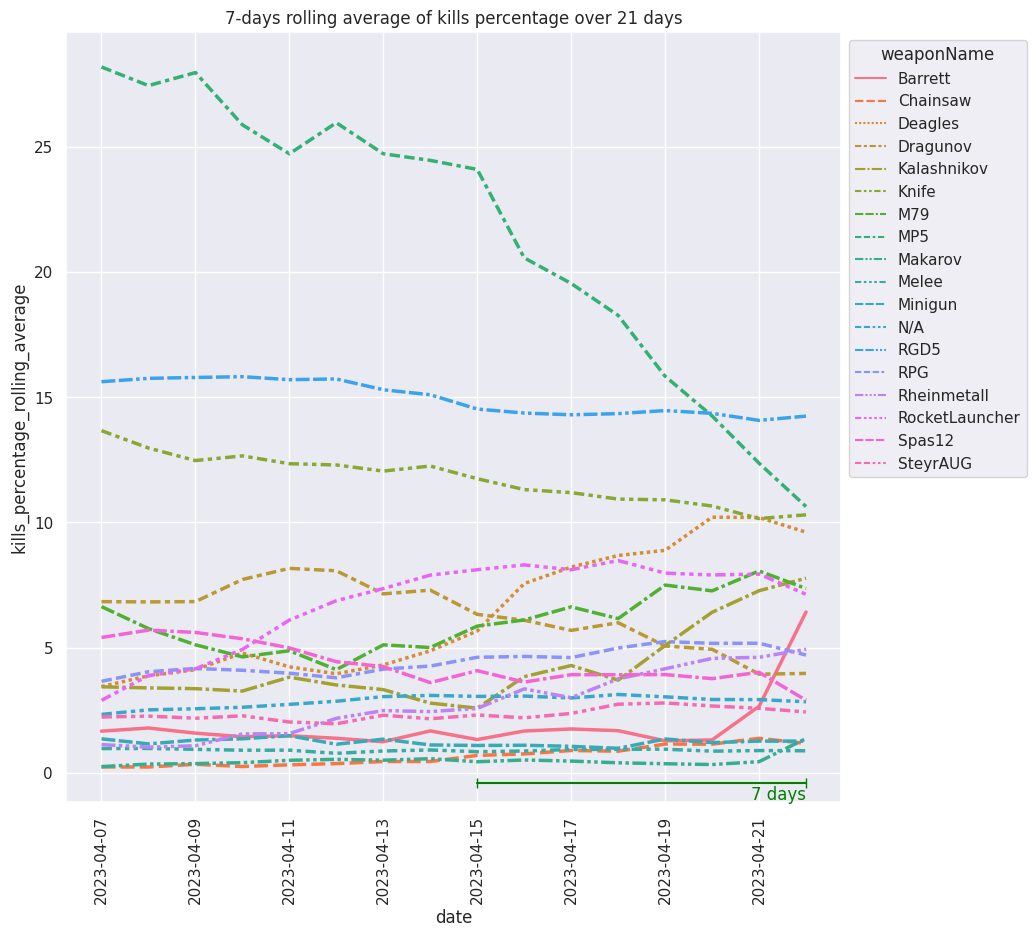 7-days rolling average of kills percentage over 21 days
weaponName
Barrett
Chainsaw
Deagles
Dragunov
Kalashnikov
Knife
M79
MP5
Makarov
Melee
Minigun
N/A
RGD5
RPG
Rheinmetall
RocketLauncher
Spas12
SteyrAUG
kills_percentage_rolling_average
25
20
15
10
5
0
7 days
2023-04-07
2023-04-09
2023-04-11
2023-04-13
2023-04-15
2023-04-17
2023-04-19
2023-04-21
date